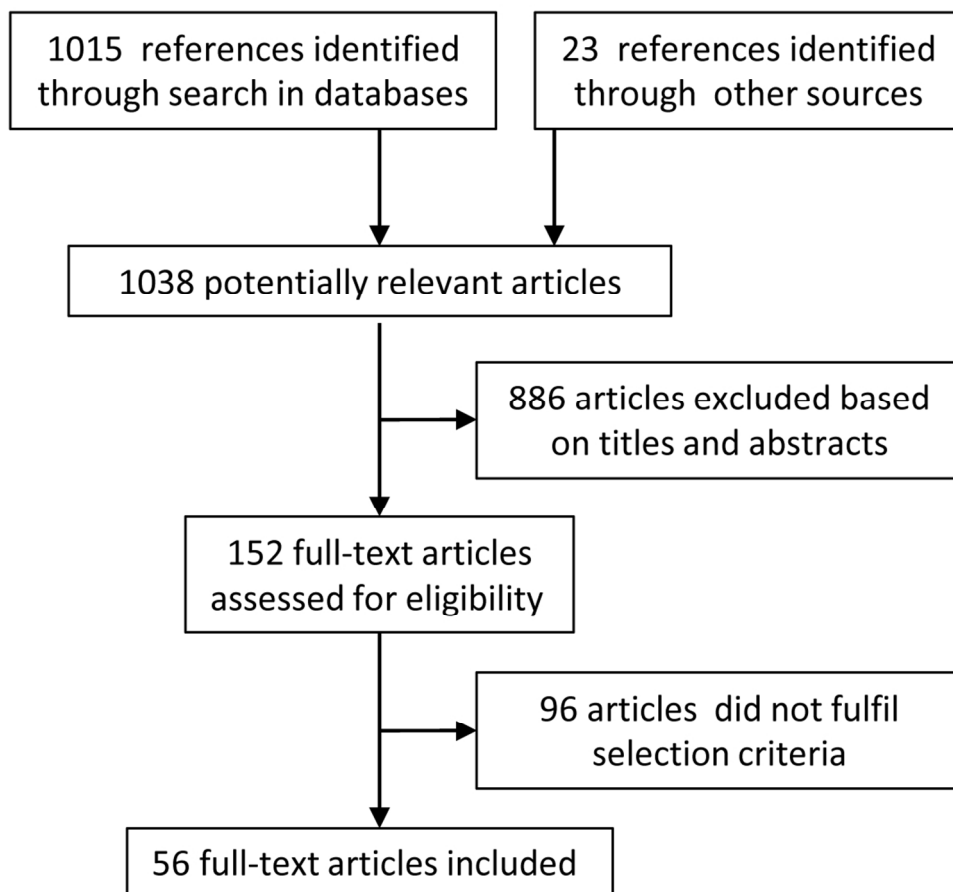 1015 references identified
through search in databases
23 references identified
through other sources
1038 potentially relevant articles
886 articles excluded based
on titles and abstracts
152 full-text articles
assessed for eligibility
96 articles did not fulfil
selection criteria
56 full-text articles included